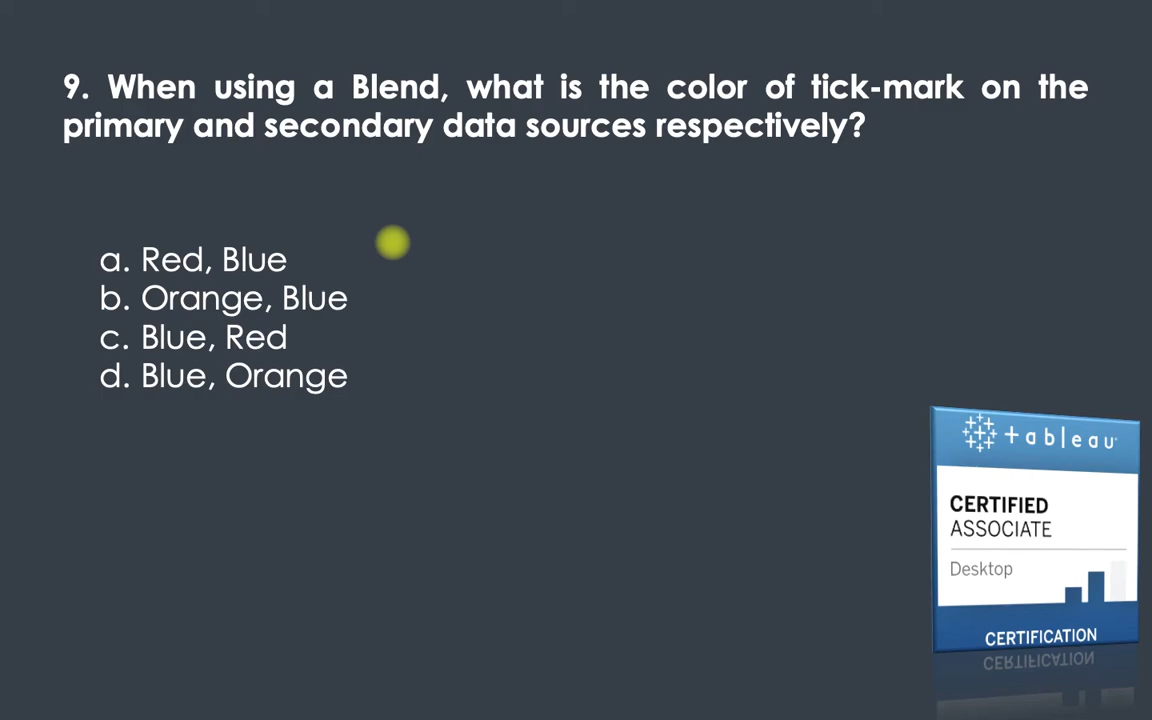 9. When using a Blend, what is the color of tick-mark on the
primary and secondary data sources respectively?
a. Red, Blue
b. Orange, Blue
c. Blue, Red
d. Blue, Orange
+ableau
CERTIFIED
ASSOCIATE
Desktop
CERTIFICATION